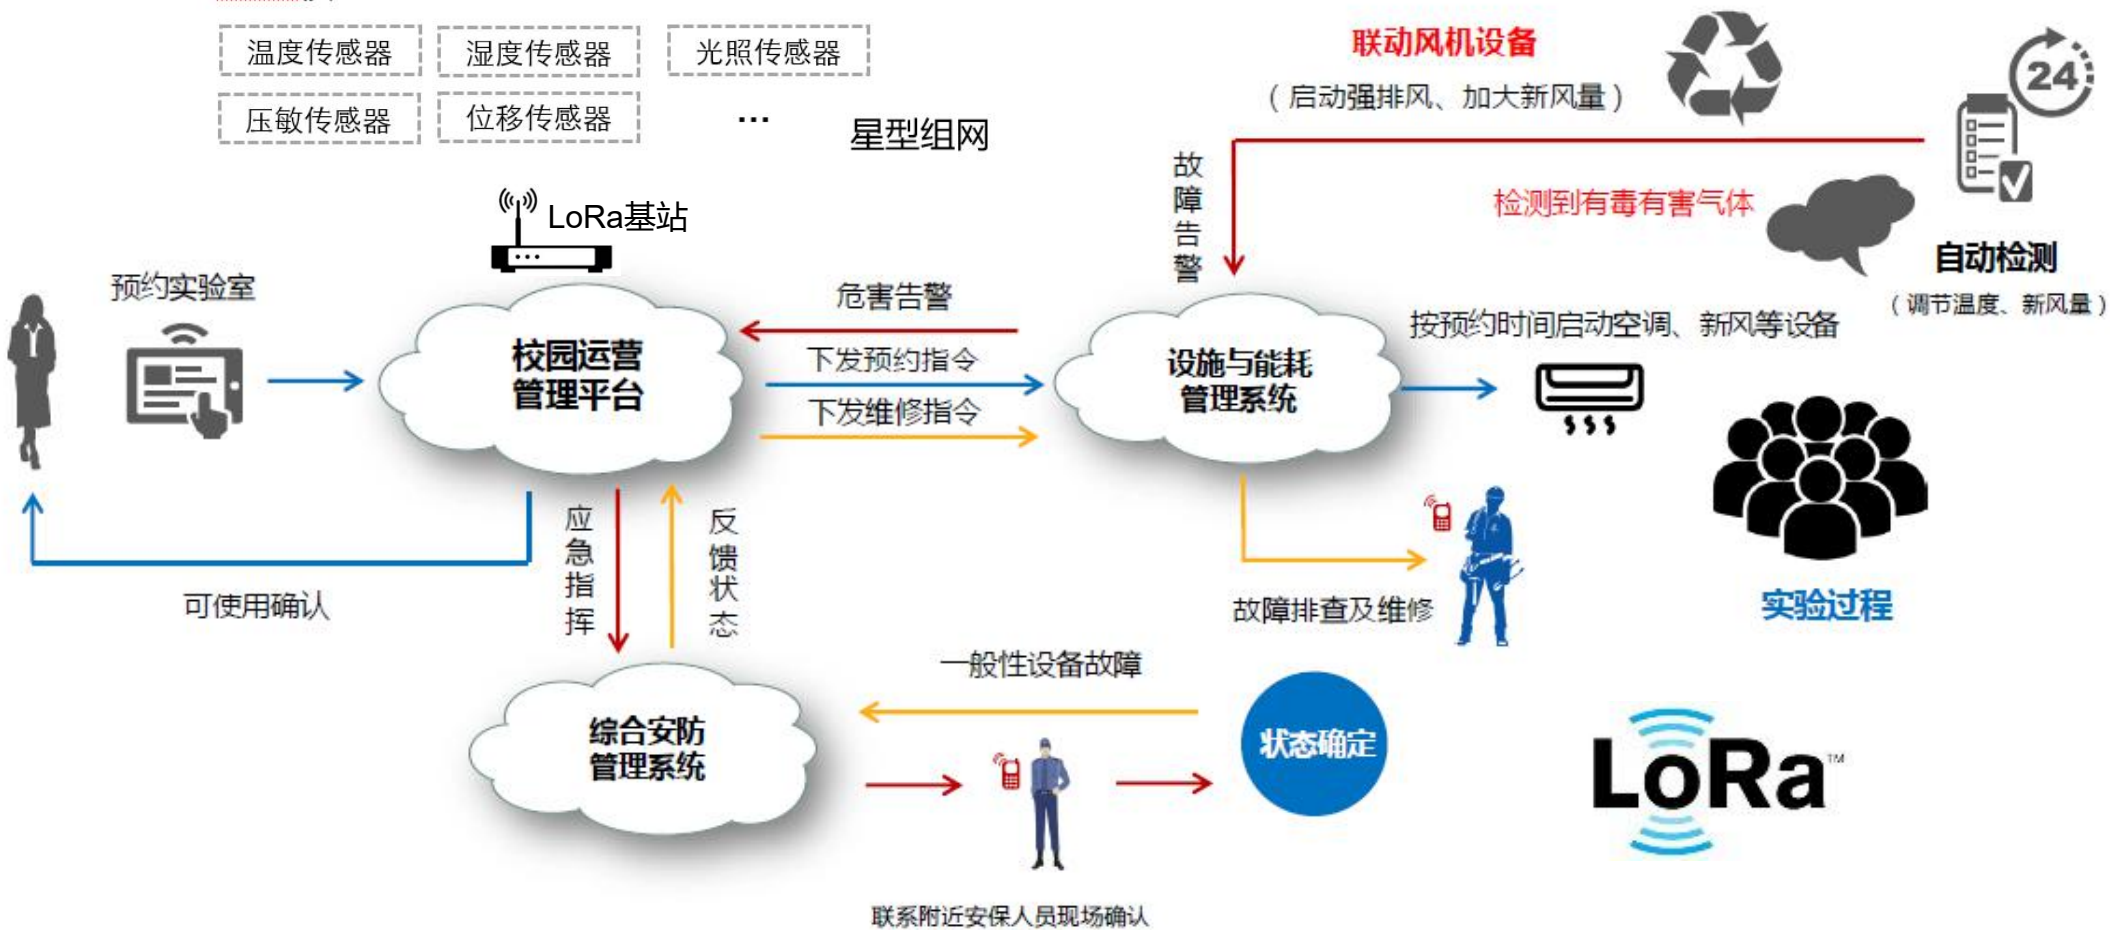 温度传感器
湿度传感器
光照传感器
压敏传感器
位移传感器
...
星型组网
联动风机设备
（启动强排风、加大新风量）
24
故障告警
检测到有毒有害气体
自动检测
（调节温度、新风量）
LoRa基站
预约实验室
校园运营
管理平台
危害告警
下发预约指令
下发维修指令
设施与能耗
管理系统
按预约时间启动空调、新风等设备
可使用确认
应急指挥
反馈状态
故障排查及维修
实验过程
一般性设备故障
综合安防
管理系统
状态确定
联系附近安保人员现场确认
LoRa™